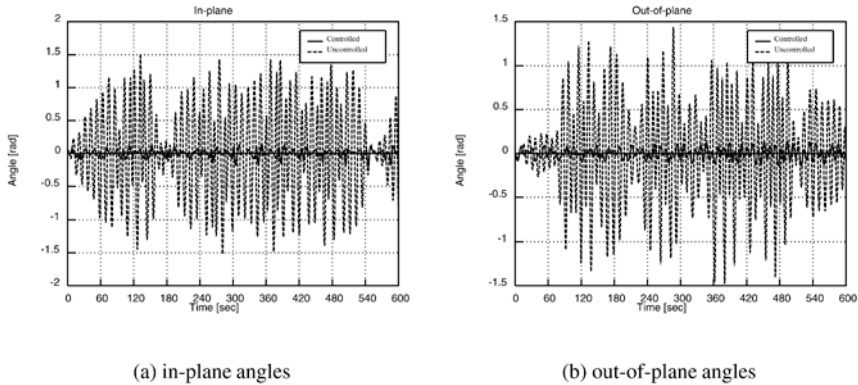 In-plane
Controlled
Uncontrolled
Angle [rad]
2
1.5
1
0.5
0
-0.5
-1
-1.5
-2
0 60 120 180 240 300 360 420 480 540 600
Time [sec]
(a) in-plane angles
Out-of-plane
Controlled
Uncontrolled
Angle [rad]
1.5
1
0.5
0
-0.5
-1
-1.5
0 60 120 180 240 300 360 420 480 540 600
Time [sec]
(b) out-of-plane angles